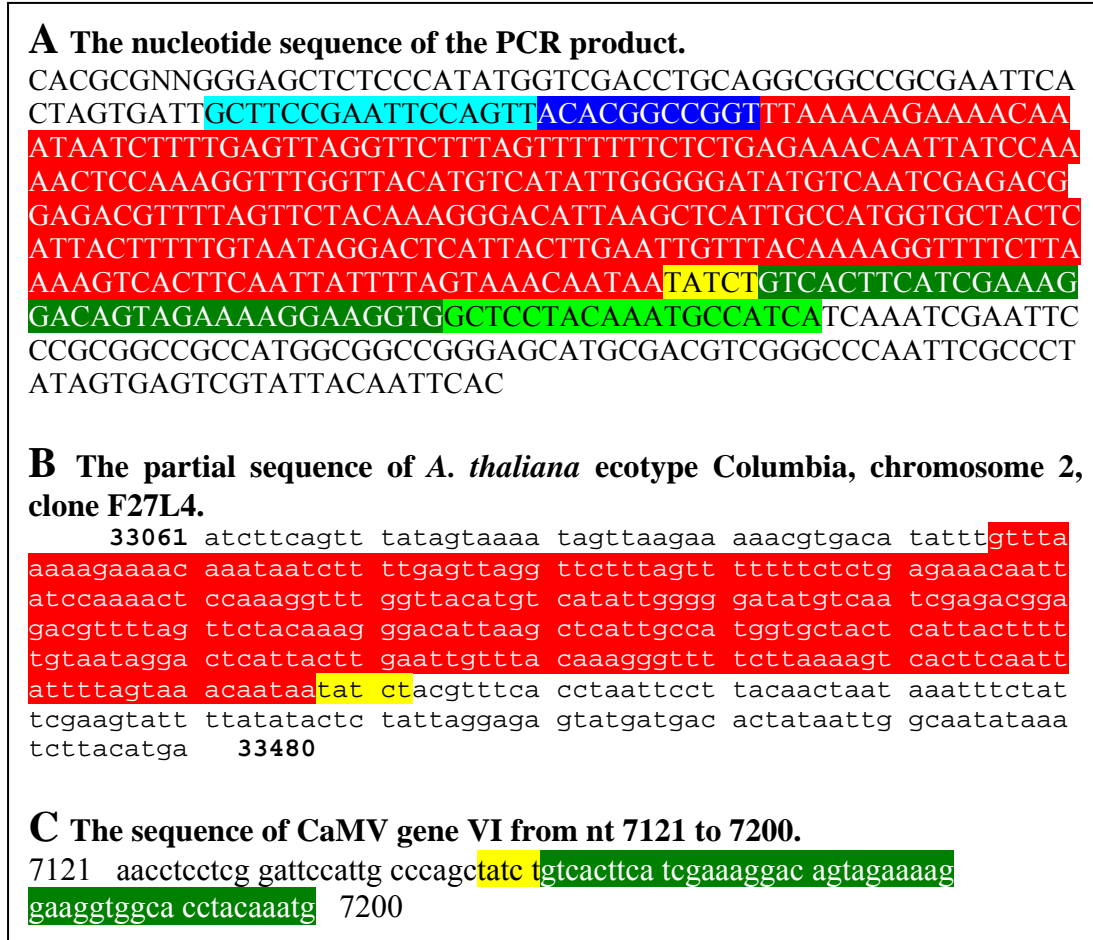 A The nucleotide sequence of the PCR product.
CACGCGNNGGGAGCTCTCCCATATGGTCGACCTGCAGGCGGCCGCGAATTCA
CTAGTGATTGCTTCCGAATTCCAGTTACACGGCCGGTTTAAAAAGAAAACAA
ATAATCTTTTGAGTTAGGTTCTTTAGTTTTTTTCTCTGAGAAACAATTATCCAA
AACTCCAAAGGTTTGGTTACATGTCATATTGGGGGATATGTCAATCGAGACG
GAGACGTTTTAGTTCTACAAAGGGACATTAAGCTCATTGCCATGGTGCTACTC
ATTACTTTTTGTAATAGGACTCATTACTTGAATTGTTTACAAAAGGTTTTCTTA
AAAGTCACTTCAATTATTTTAGTAAACAATAATATCTGTCACTTCATCGAAAG
GACAGTAGAAAAGGAAGGTGGCTCCTACAAATGCCATCATCAAATCGAATTC
CCGCGGCCGCCATGGCGGCCGGGAGCATGCGACGTCGGGCCCAATTCGCCCT
ATAGTGAGTCGTATTACAATTCAC
B The partial sequence of A. thaliana ecotype Columbia, chromosome 2,
clone F27L4.
33061 atcttcagtt tatagtaaaa tagttaagaa aaacgtgaca tatttgttta
aaaagaaaac aaataatctt ttgagttagg ttctttagtt tttttctctg agaaacaatt
atccaaaact ccaaaggttt ggttacatgt catattgggg gatatgtcaa tcgagacgga
gacgttttag ttctacaaag ggacattaag ctcattgcca tggtgctact cattactttt
tgtaatagga ctcattactt gaattgttta caaagggttt tcttaaaagt cacttcaatt
attttagtaa acaataatat ctacgtttca cctaattcct tacaactaat aaatttctat
tcgaagtatt ttatatactc tattaggaga gtatgatgac actataattg gcaatataaa
tcttacatga 33480
C The sequence of CaMV gene VI from nt 7121 to 7200.
7121 aacctcctcg gattccattg cccagctatc tgtcacttca tcgaaaggac agtagaaaag
gaaggtggca cctacaaatg 7200